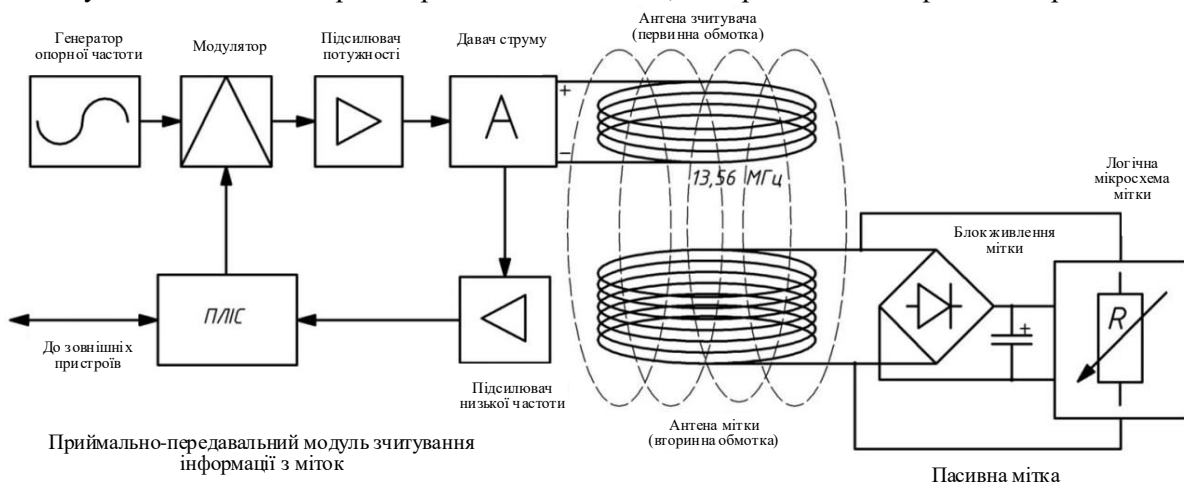 Генератор
опорної частоти
Модулятор
Підсилювач
потужності
Давач струму
Антена зчитувача
(первинна обмотка)
A
+
−
13,56 МГц
Логічна
мікросхема
мітки
Блок живлення
мітки
ПЛІС
+
R
До зовнішніх
пристроїв
Підсилювач
низької частоти
Антена мітки
(вторинна обмотка)
Приймально-передавальний модуль зчитування
інформації з міток
Пасивна мітка